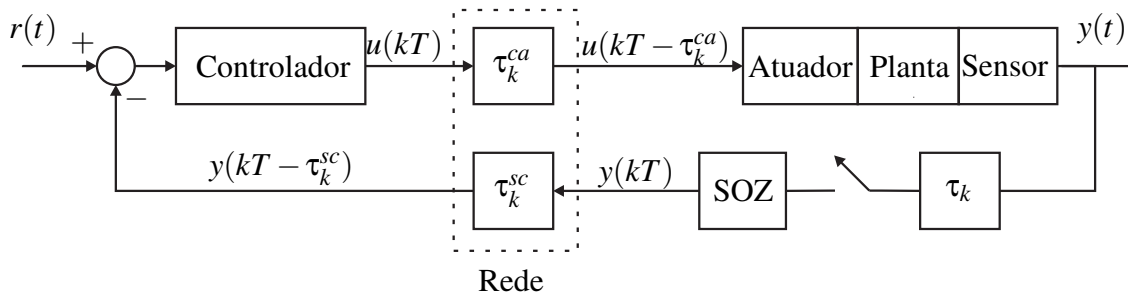 r(t)
+
−
Controlador
u(kT)
τ_k^{ca}
u(kT − τ_k^{ca})
Atuador
Planta
Sensor
y(t)
y(kT − τ_k^{sc})
τ_k^{sc}
y(kT)
SOZ
τ_k
Rede